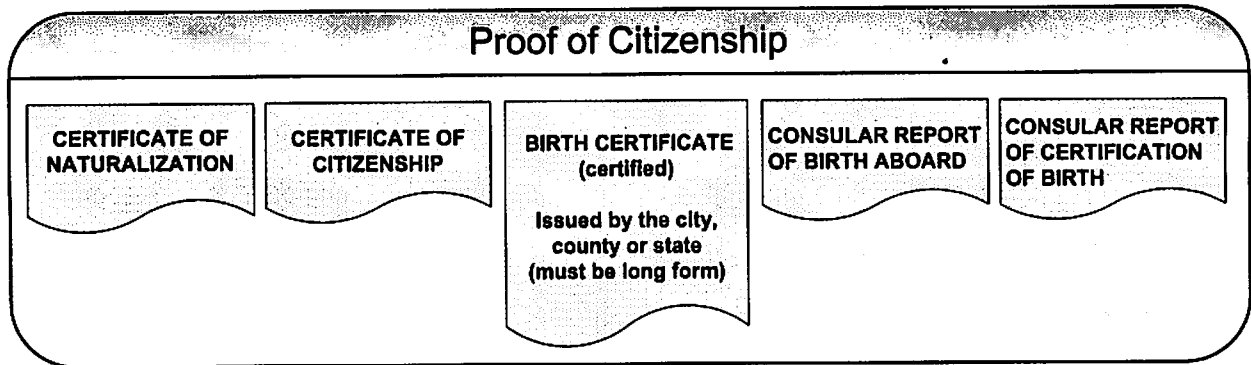 Proof of Citizenship
CERTIFICATE OF
NATURALIZATION
CERTIFICATE OF
CITIZENSHIP
BIRTH CERTIFICATE
(certified)
Issued by the city,
county or state
(must be long form)
CONSULAR REPORT
OF BIRTH ABOARD
CONSULAR REPORT
OF CERTIFICATION
OF BIRTH